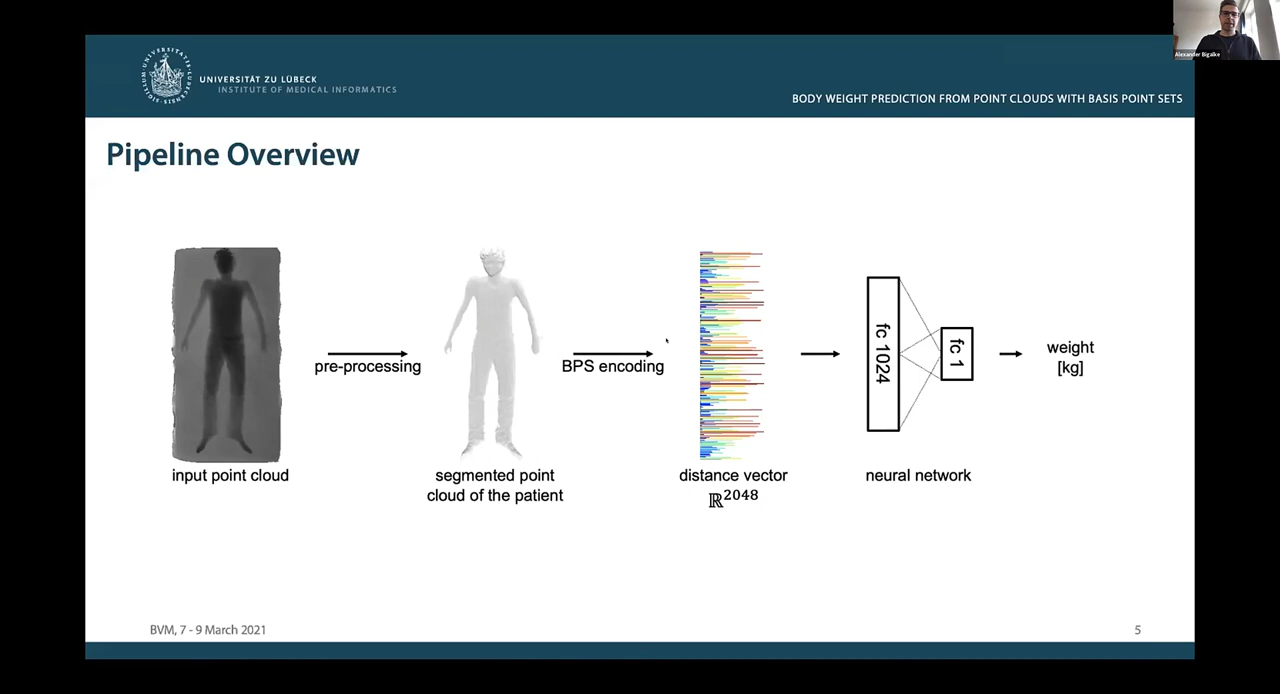 Alexander Bigalke
UNIVERSITÄT ZU LÜBECK
INSTITUTE OF MEDICAL INFORMATICS
BODY WEIGHT PREDICTION FROM POINT CLOUDS WITH BASIS POINT SETS
Pipeline Overview
pre-processing
BPS encoding
fc 1024
fc 1
weight
[kg]
input point cloud
segmented point
cloud of the patient
distance vector
ℝ²⁰⁴⁸
neural network
BVM, 7 - 9 March 2021
5